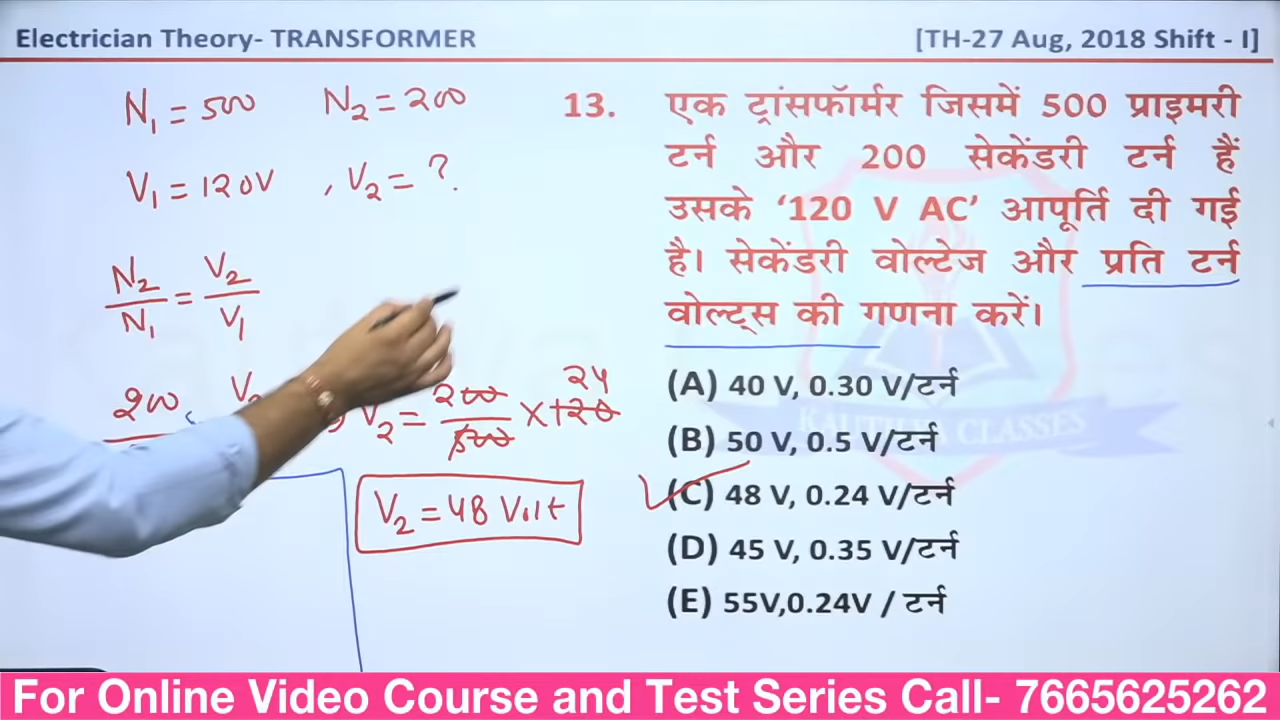 Electrician Theory- TRANSFORMER
[TH-27 Aug, 2018 Shift - I]
N₁ = 500 N₂ = 200
V₁ = 120V , V₂ = ?
N₂/N₁ = V₂/V₁
200 V₂ V₂ = 200/500 × 120 24
V₂ = 48 Volt
13. एक ट्रांसफॉर्मर जिसमें 500 प्राइमरी
टर्न और 200 सेकेंडरी टर्न हैं
उसके ‘120 V AC’ आपूर्ति दी गई
है। सेकेंडरी वोल्टेज और प्रति टर्न
वोल्ट्स की गणना करें।
(A) 40 V, 0.30 V/टर्न
(B) 50 V, 0.5 V/टर्न
(C) 48 V, 0.24 V/टर्न
(D) 45 V, 0.35 V/टर्न
(E) 55V,0.24V / टर्न
CLASSES
For Online Video Course and Test Series Call- 7665625262